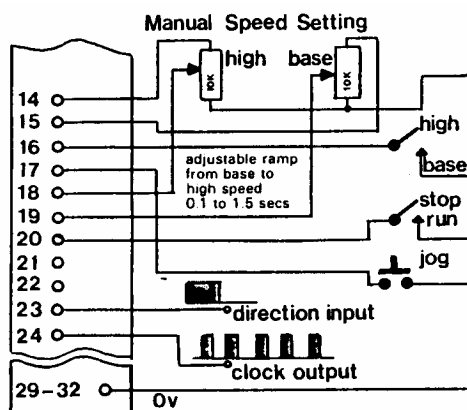 Manual Speed Setting
high
base
10K
10K
14
15
16
high
base
17
adjustable ramp
from base to
high speed
0.1 to 1.5 secs
18
19
stop
run
20
21
jog
22
23
direction input
24
clock output
29-32
0v